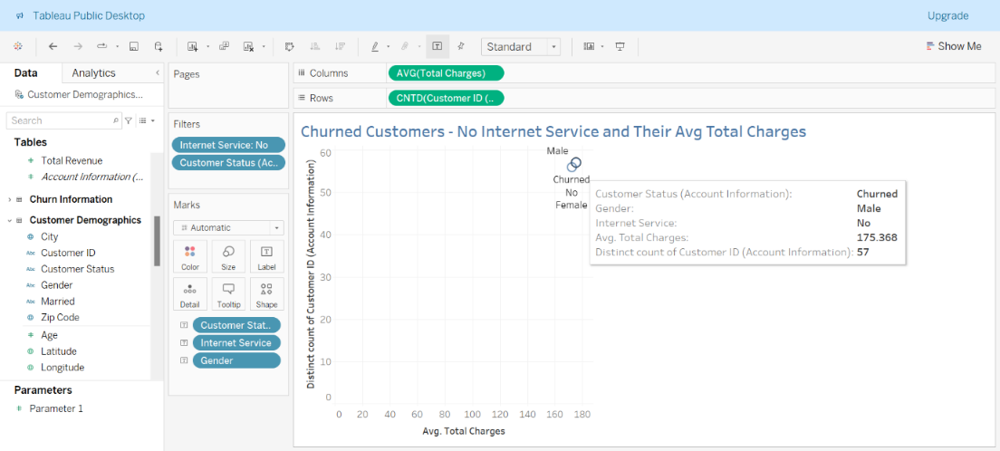 Tableau Public Desktop
Upgrade
Standard
Show Me
Data
Analytics
Customer Demographics...
Search
Tables
Total Revenue
Account Information (...
Churn Information
Customer Demographics
City
Abc Customer ID
Abc Customer Status
Abc Gender
Abc Married
Zip Code
Age
Latitude
Longitude
Parameters
Parameter 1
Pages
Filters
Internet Service: No
Customer Status (Ac..
Marks
Automatic
Color
Size
Label
Detail
Tooltip
Shape
Customer Stat..
Internet Service
Gender
Columns
AVG(Total Charges)
Rows
CNTD(Customer ID (..
Churned Customers - No Internet Service and Their Avg Total Charges
Distinct count of Customer ID (Account Information)
60
50
40
30
20
10
0
Male
Churned
No
Female
Customer Status (Account Information): Churned
Gender: Male
Internet Service: No
Avg. Total Charges: 175.368
Distinct count of Customer ID (Account Information): 57
0 20 40 60 80 100 120 140 160 180
Avg. Total Charges